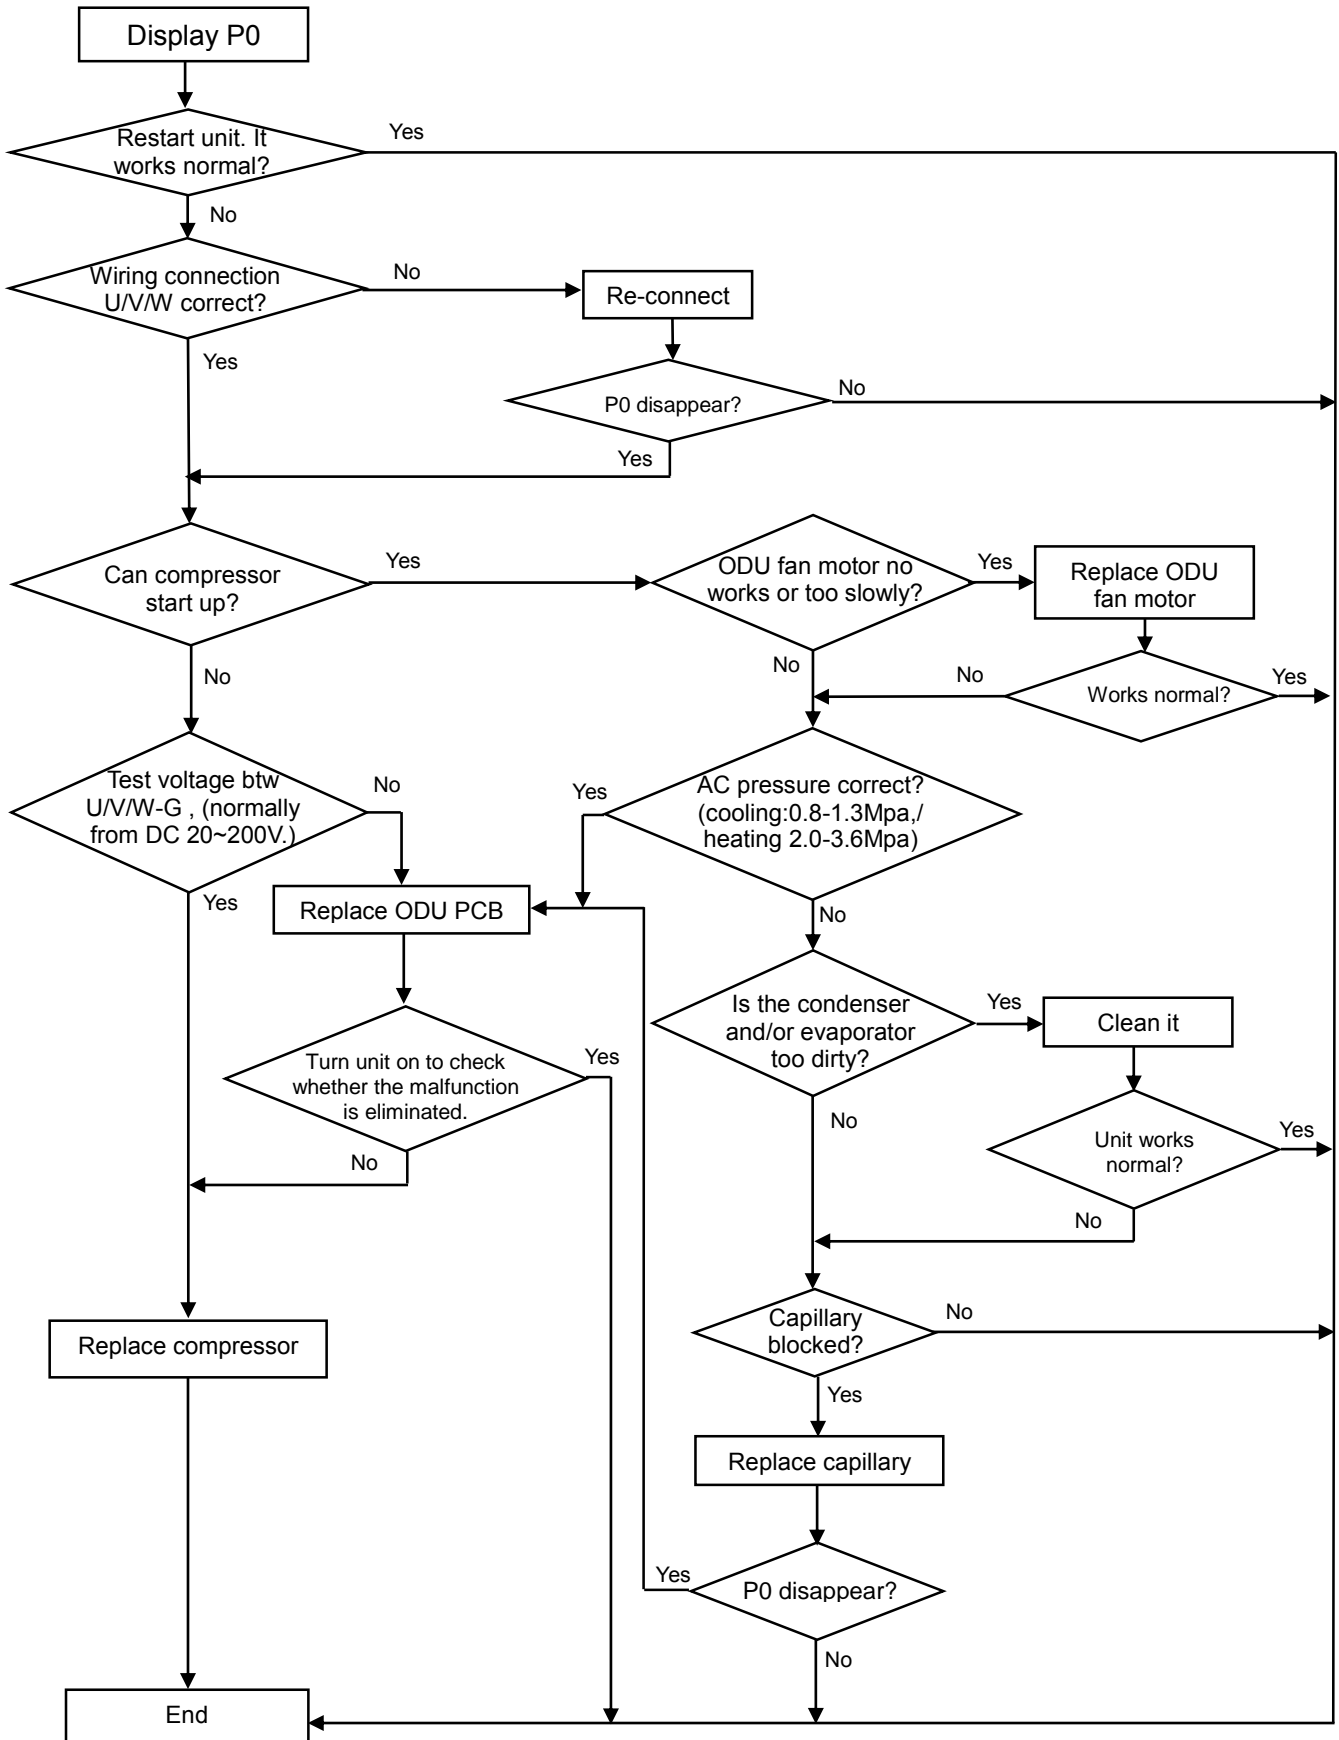 Display P0
Restart unit. It
works normal?
Yes
No
Wiring connection
U/V/W correct?
No
Re-connect
Yes
P0 disappear?
No
Yes
Can compressor
start up?
Yes
ODU fan motor no
works or too slowly?
Yes
Replace ODU
fan motor
No
No
No
Works normal?
Yes
Test voltage btw
U/V/W-G , (normally
from DC 20~200V.)
No
Yes
AC pressure correct?
(cooling:0.8-1.3Mpa,/
heating 2.0-3.6Mpa)
Yes
Replace ODU PCB
No
Is the condenser
and/or evaporator
too dirty?
Yes
Clean it
Turn unit on to check
whether the malfunction
is eliminated.
Yes
No
No
Unit works
normal?
Yes
No
Capillary
blocked?
No
Replace compressor
Yes
Replace capillary
Yes
P0 disappear?
No
End